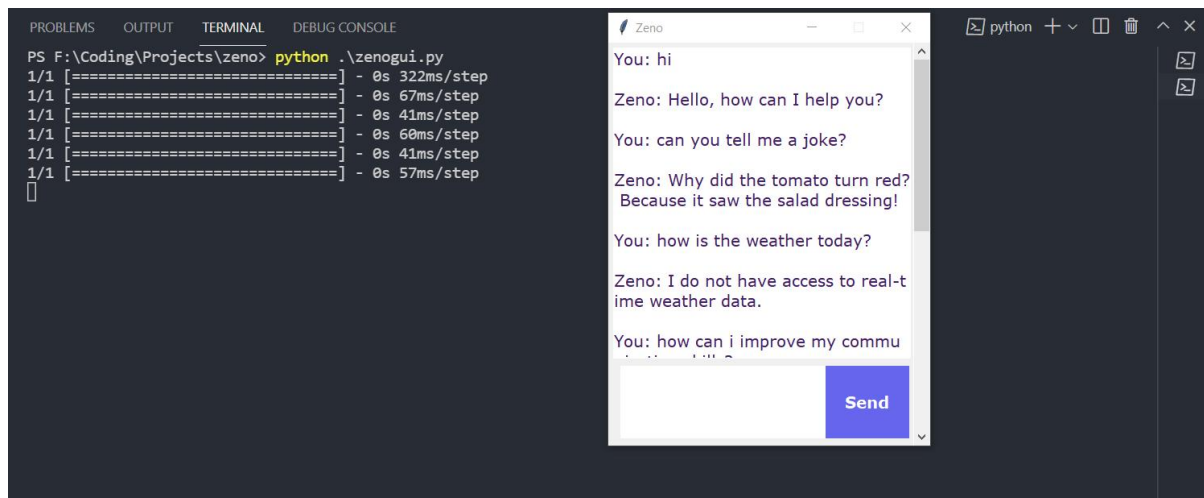 PROBLEMS OUTPUT TERMINAL DEBUG CONSOLE
python
PS F:\Coding\Projects\zeno> python .\zenogui.py
1/1 [==============================] - 0s 322ms/step
1/1 [==============================] - 0s 67ms/step
1/1 [==============================] - 0s 41ms/step
1/1 [==============================] - 0s 60ms/step
1/1 [==============================] - 0s 41ms/step
1/1 [==============================] - 0s 57ms/step
Zeno
You: hi
Zeno: Hello, how can I help you?
You: can you tell me a joke?
Zeno: Why did the tomato turn red?
Because it saw the salad dressing!
You: how is the weather today?
Zeno: I do not have access to real-t
ime weather data.
You: how can i improve my commu
Send